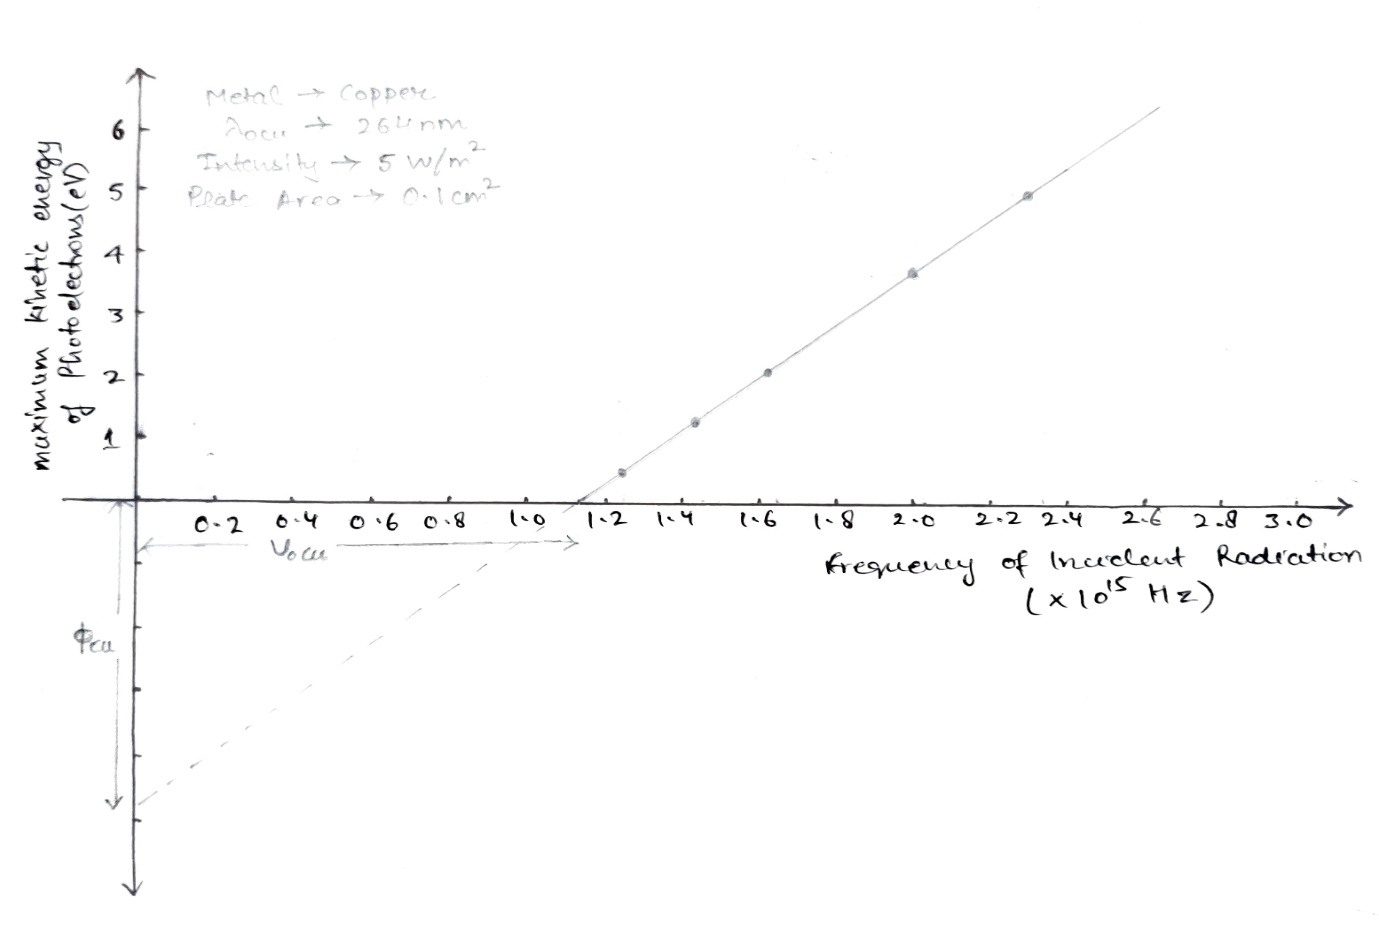 Metal → Copper
λocu → 264 nm
Intensity → 5 W/m²
Plate Area → 0.1 cm²
maximum kinetic energy
of Photoelectrons (eV)
6
5
4
3
2
1
0.2 0.4 0.6 0.8 1.0 1.2 1.4 1.6 1.8 2.0 2.2 2.4 2.6 2.8 3.0
νocu
frequency of Incident Radiation
(×10¹⁵ Hz)
Φcu